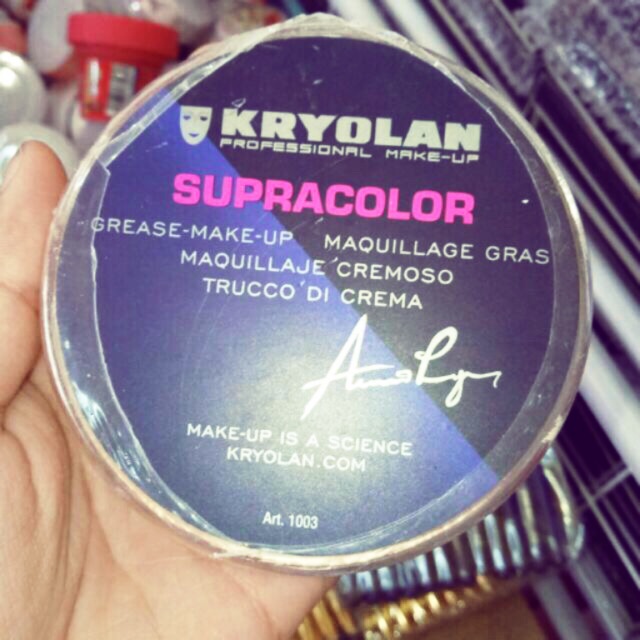 KRYOLAN
PROFESSIONAL MAKE-UP
SUPRACOLOR
GREASE-MAKE-UP MAQUILLAGE GRAS
MAQUILLAJE CREMOSO
TRUCCO DI CREMA
MAKE-UP IS A SCIENCE
KRYOLAN.COM
Art. 1003